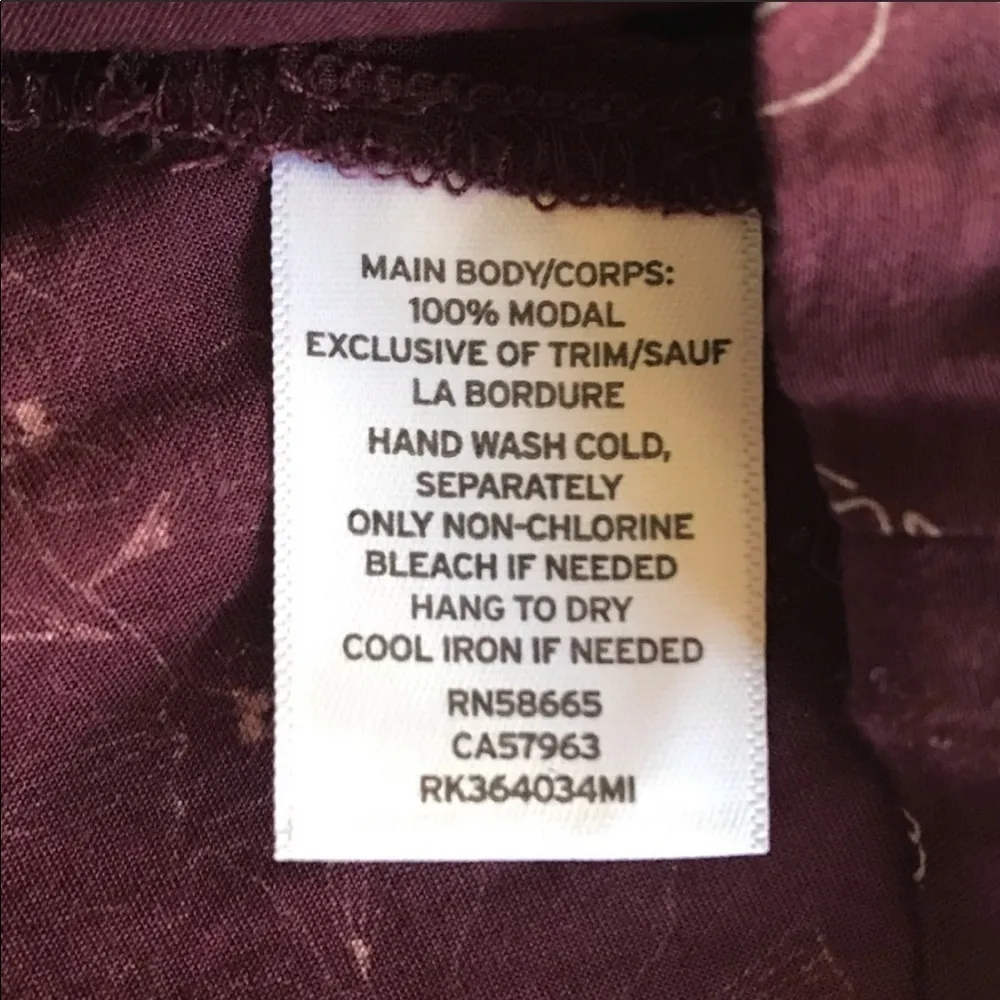 MAIN BODY/CORPS:
100% MODAL
EXCLUSIVE OF TRIM/SAUF
LA BORDURE
HAND WASH COLD,
SEPARATELY
ONLY NON-CHLORINE
BLEACH IF NEEDED
HANG TO DRY
COOL IRON IF NEEDED
RN58665
CA57963
RK364034MI